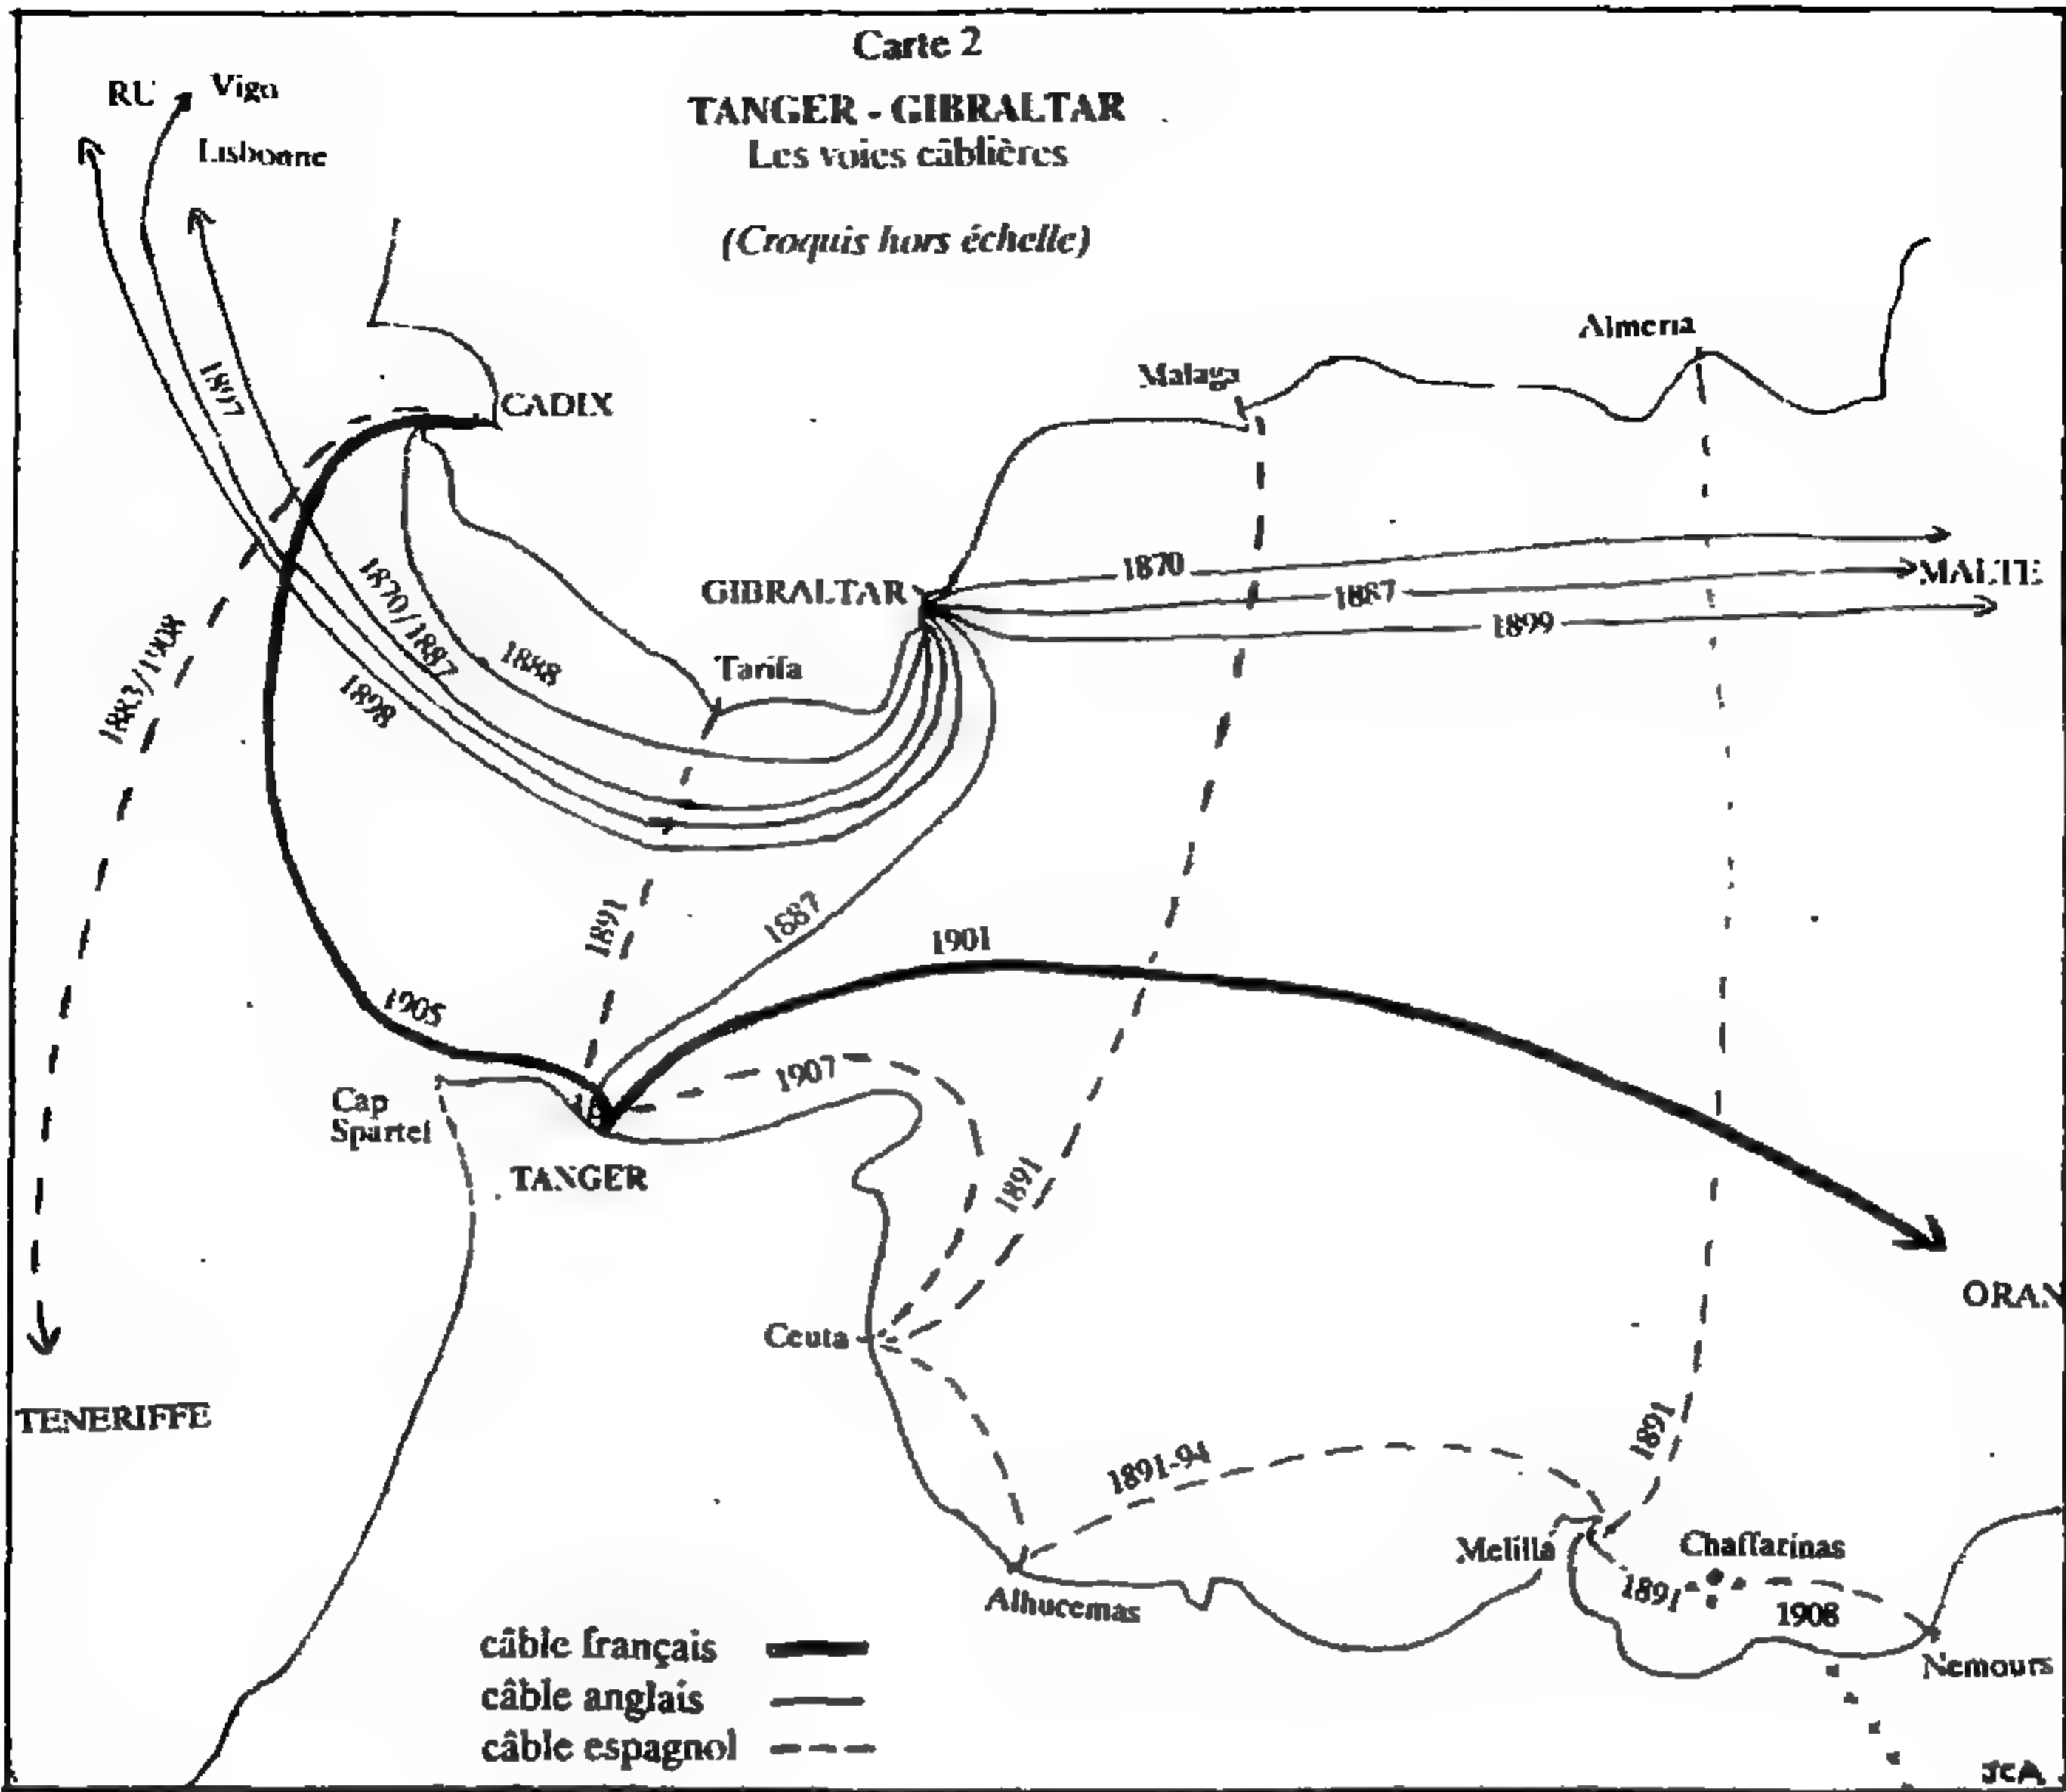 Carte 2
TANGER - GIBRALTAR
Les voies câblières
(Croquis hors échelle)
RU
Vigo
Lisbonne
Almeria
Malaga
1897
CADIX
1870
GIBRALTAR
1887
MALTE
1899
1870/1887
1888
Tarifa
1883/1908
1898
1891
1887
1901
1905
1907
Cap
Spartel
TANGER
1891
ORAN
Ceuta
TENERIFFE
1891
1891-94
Melilla
Chaffarinas
1891
1908
Alhucemas
Nemours
câble français
câble anglais
câble espagnol
JcA